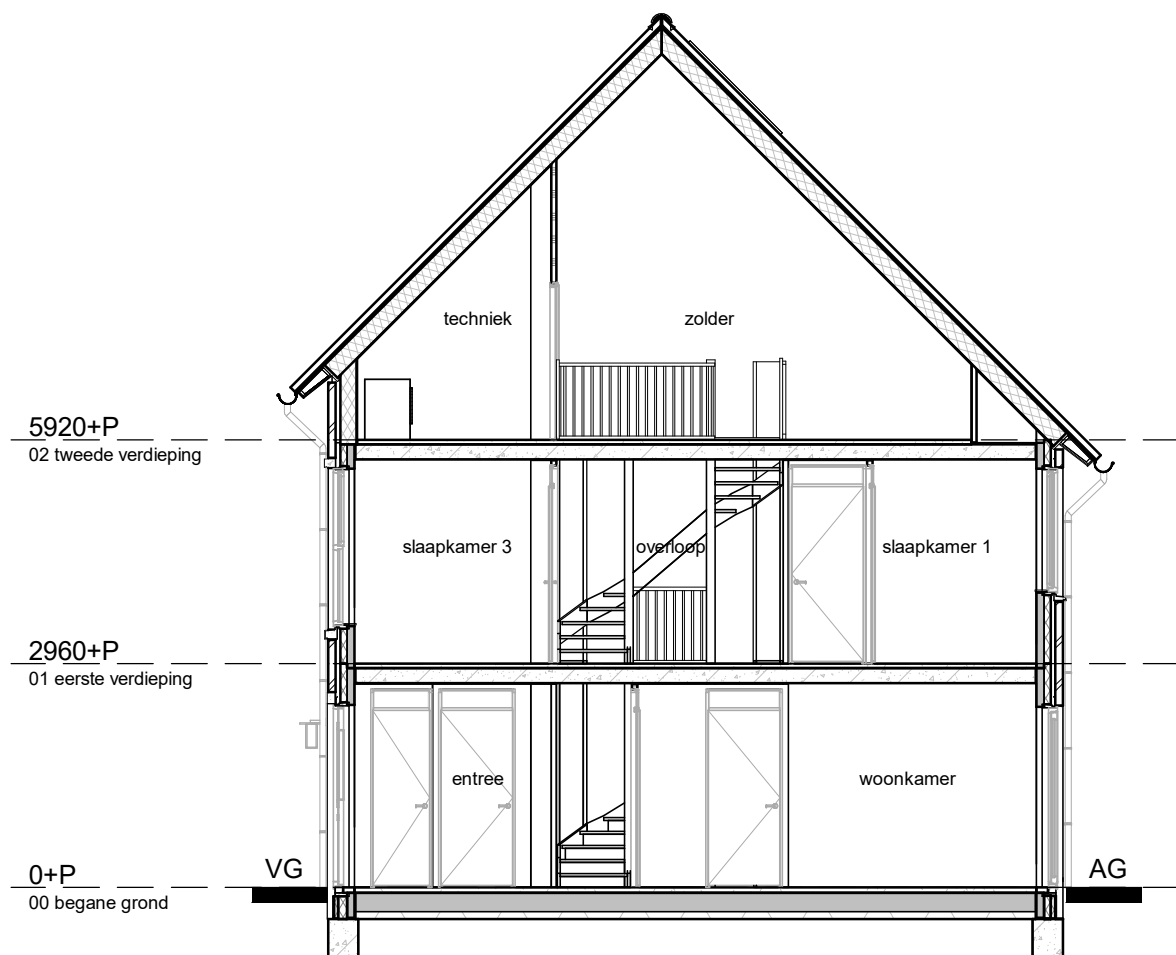 techniek
zolder
5920+P
02 tweede verdieping
slaapkamer 3
overloop
slaapkamer 1
2960+P
01 eerste verdieping
entree
woonkamer
0+P
00 begane grond
VG
AG